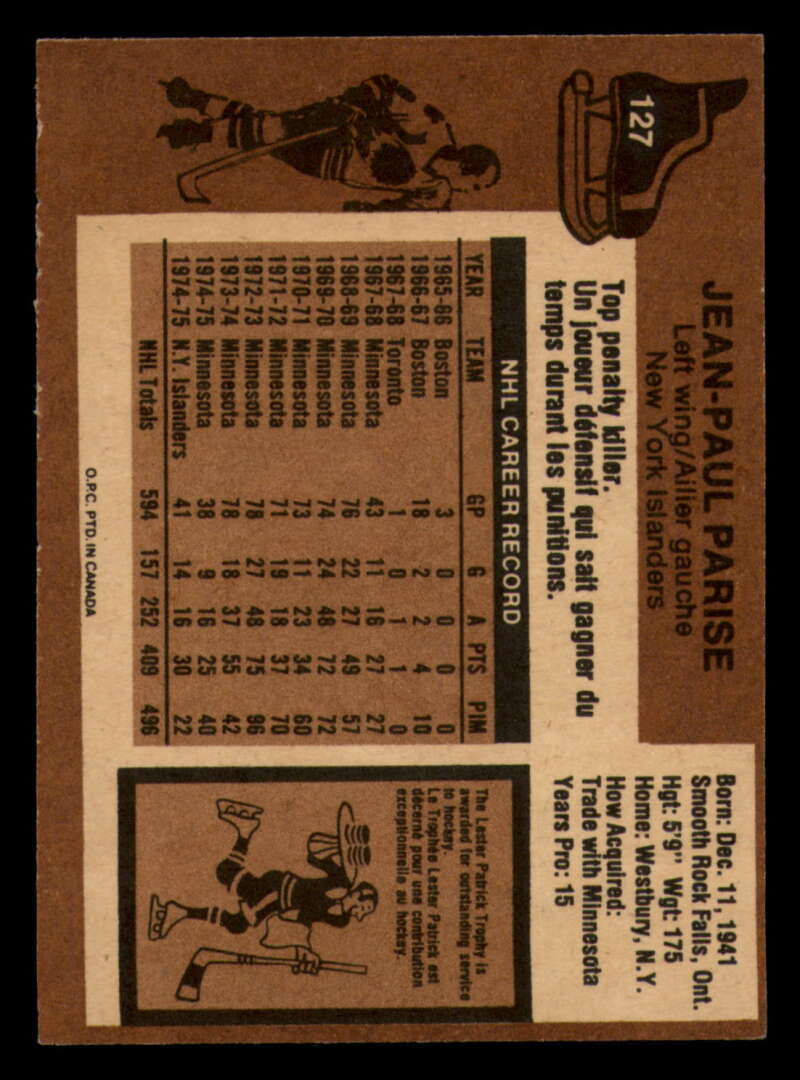 127
JEAN-PAUL PARISE
Left wing/Ailier gauche
New York Islanders
Born: Dec. 11, 1941
Smooth Rock Falls, Ont.
Hgt: 5'9" Wgt: 175
Home: Westbury, N.Y.
How Acquired:
Trade with Minnesota
Years Pro: 15
Top penalty killer.
Un joueur défensif qui sait gagner du
temps durant les punitions.
NHL CAREER RECORD
YEAR TEAM GP G A PTS PIM
1965-66 Boston 3 0 0 0 0
1966-67 Boston 18 2 2 4 10
1967-68 Toronto 1 0 1 1 0
1967-68 Minnesota 43 11 16 27 27
1968-69 Minnesota 76 22 27 49 57
1969-70 Minnesota 74 24 48 72 72
1970-71 Minnesota 73 11 23 34 60
1971-72 Minnesota 71 19 18 37 70
1972-73 Minnesota 78 27 48 75 96
1973-74 Minnesota 78 18 37 55 42
1974-75 Minnesota 38 9 16 25 40
1974-75 N.Y. Islanders 41 14 16 30 22
NHL Totals 594 157 252 409 496
The Lester Patrick Trophy is
awarded for outstanding service
to hockey.
Le Trophée Lester Patrick est
décerné pour une contribution
exceptionnelle au hockey.
O.P.C. PTD. IN CANADA